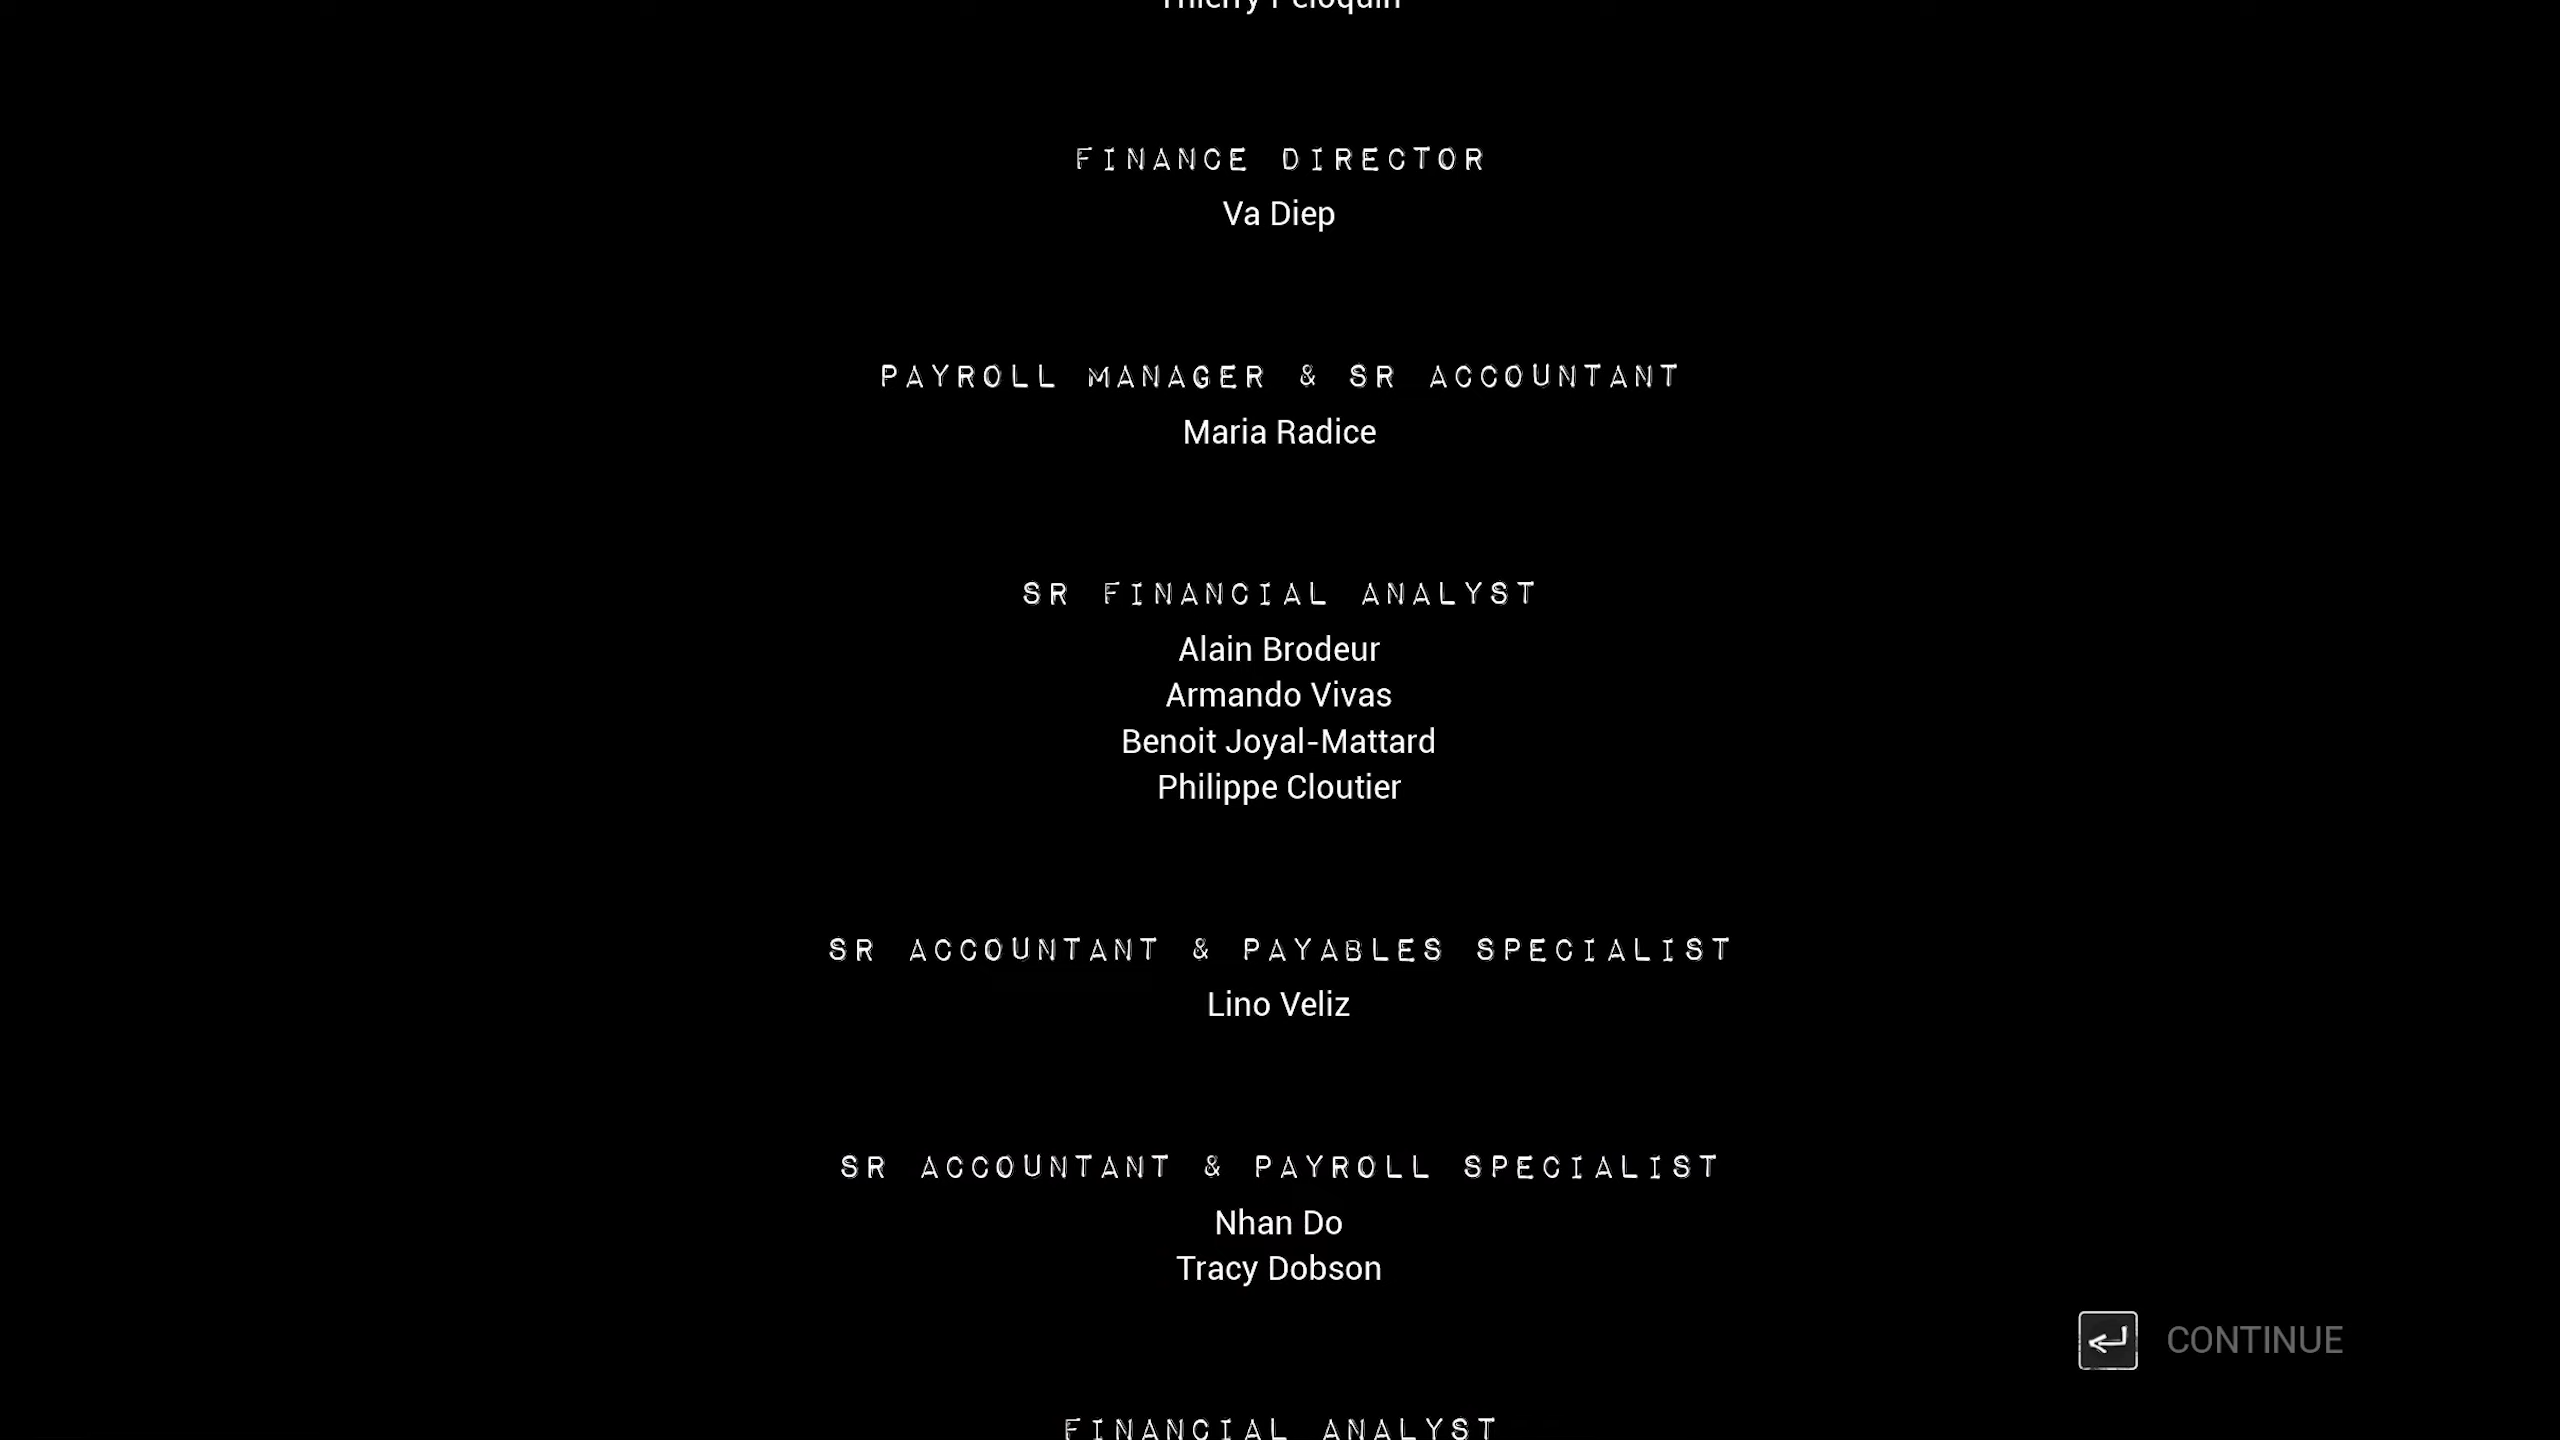 Thierry Peloquin
FINANCE DIRECTOR
Va Diep
PAYROLL MANAGER & SR ACCOUNTANT
Maria Radice
SR FINANCIAL ANALYST
Alain Brodeur
Armando Vivas
Benoit Joyal-Mattard
Philippe Cloutier
SR ACCOUNTANT & PAYABLES SPECIALIST
Lino Veliz
SR ACCOUNTANT & PAYROLL SPECIALIST
Nhan Do
Tracy Dobson
CONTINUE
FINANCIAL ANALYST